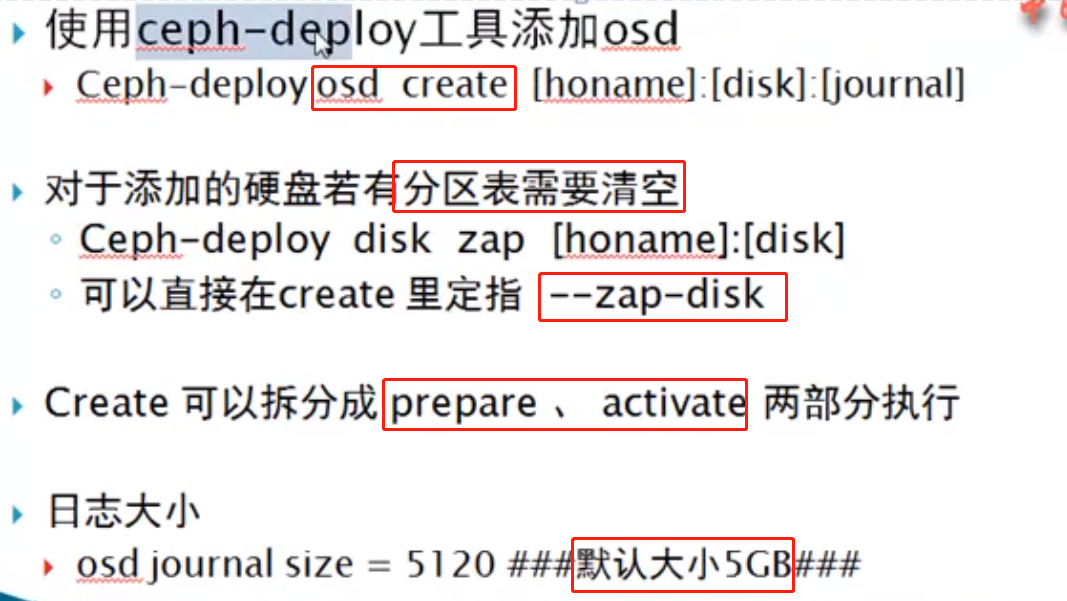 使用ceph-deploy工具添加osd
Ceph-deploy osd create [honame]:[disk]:[journal]
对于添加的硬盘若有分区表需要清空
Ceph-deploy disk zap [honame]:[disk]
可以直接在create 里定指 --zap-disk
Create 可以拆分成 prepare 、 activate 两部分执行
日志大小
osd journal size = 5120 ###默认大小5GB###